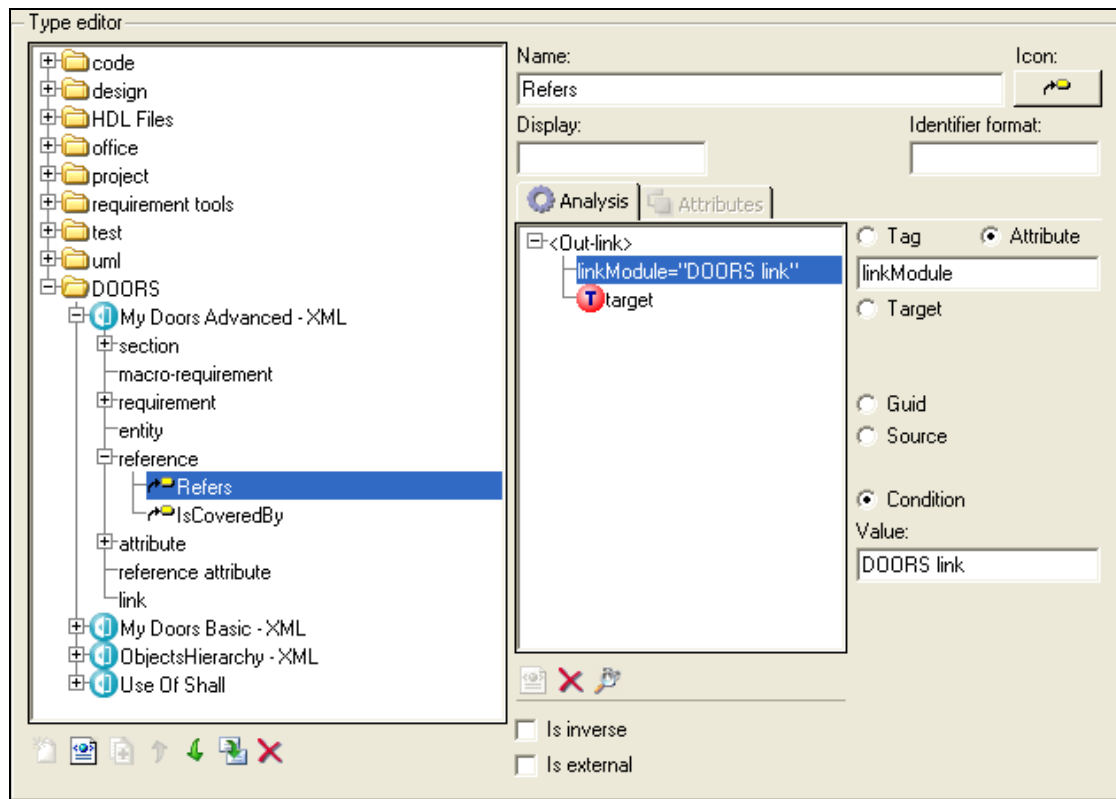 Type editor
code
design
HDL Files
office
project
requirement tools
test
uml
DOORS
My Doors Advanced - XML
section
macro-requirement
requirement
entity
reference
Refers
IsCoveredBy
attribute
reference attribute
link
My Doors Basic - XML
ObjectsHierarchy - XML
Use Of Shall
Name:
Icon:
Refers
Display:
Identifier format:
Analysis
Attributes
<Out-link>
linkModule="DOORS link"
T target
Tag
Attribute
linkModule
Target
Guid
Source
Condition
Value:
DOORS link
Is inverse
Is external